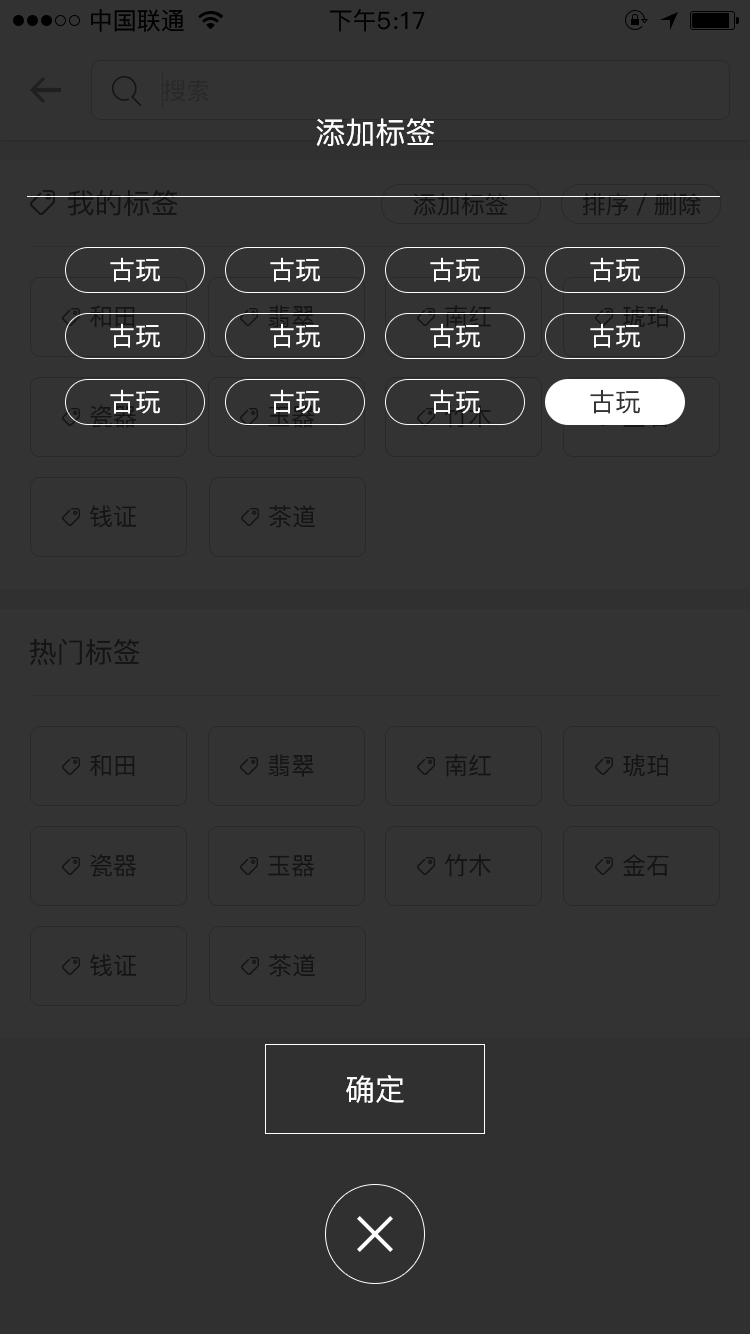 中国联通 下午5:17
搜索
添加标签
我的标签 添加标签 排序 / 删除
古玩 古玩 古玩 古玩
和田 翡翠 南红 琥珀
古玩 古玩 古玩 古玩
古玩 古玩 古玩 古玩
瓷器 玉器 竹木 金石
钱证 茶道
热门标签
和田 翡翠 南红 琥珀
瓷器 玉器 竹木 金石
钱证 茶道
确定